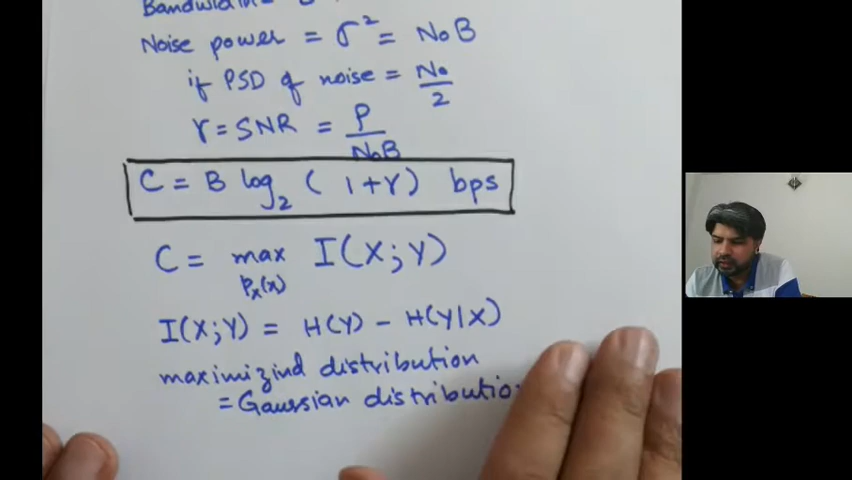 Bandwidth =
Noise power = σ² = N₀B
if PSD of noise = N₀/2
γ = SNR = P/N₀B
C = B log₂ (1+γ) bps
C = max I(X;Y)
pₓ(x)
I(X;Y) = H(Y) – H(Y|X)
maximizind distribution
= Gaussian distributio